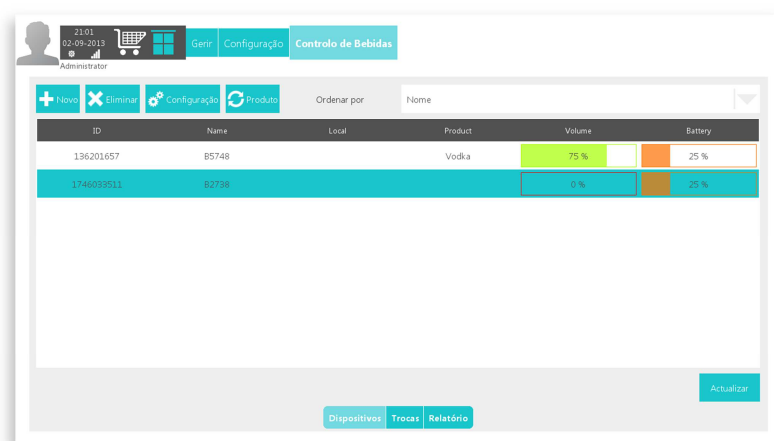 21:01
02-09-2013
Administrator
Gerir Configuração Controlo de Bebidas
Novo Eliminar Configuração Produto Ordenar por Nome
ID Name Local Product Volume Battery
136201657 B5748 Vodka 75 % 25 %
1746033511 B2738 0 % 25 %
Actualizar
Dispositivos Trocas Relatório